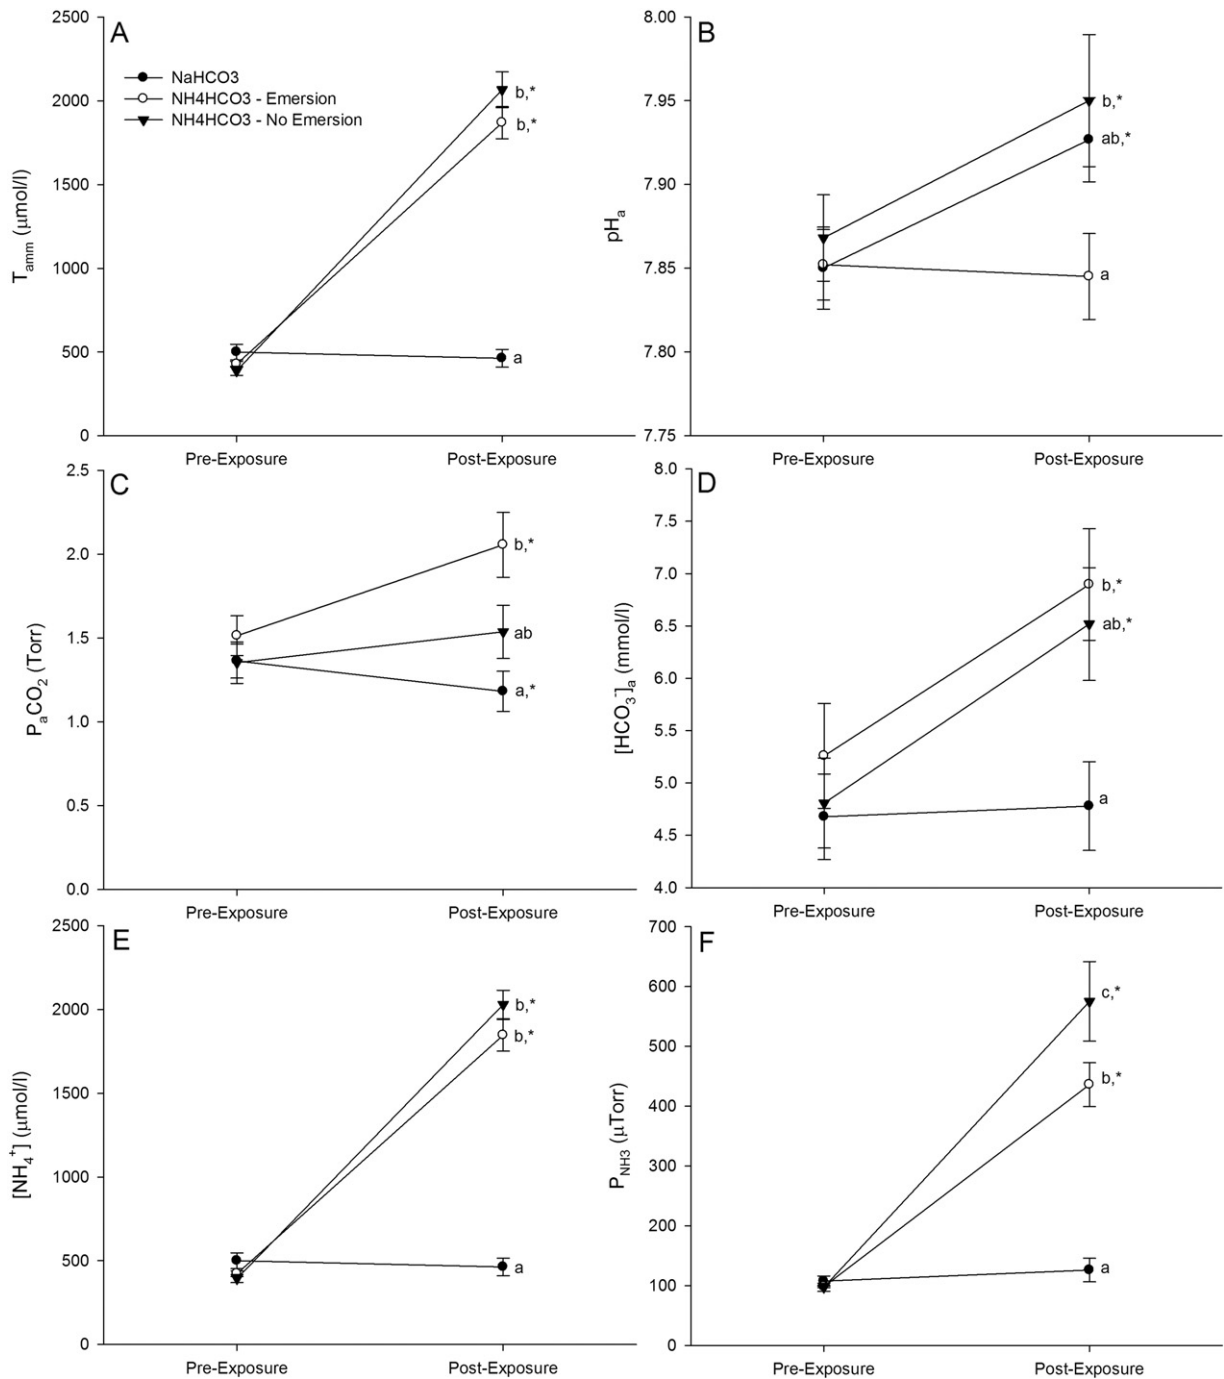 A
NaHCO3
NH4HCO3 - Emersion
NH4HCO3 - No Emersion
Tamm (μmol/l)
2500
2000
1500
1000
500
0
b,*
b,*
a
Pre-Exposure
Post-Exposure
B
pHa
8.00
7.95
7.90
7.85
7.80
7.75
b,*
ab,*
a
Pre-Exposure
Post-Exposure
C
PaCO2 (Torr)
2.5
2.0
1.5
1.0
0.5
0.0
b,*
ab
a,*
Pre-Exposure
Post-Exposure
D
[HCO3-]a (mmol/l)
8.0
7.5
7.0
6.5
6.0
5.5
5.0
4.5
4.0
b,*
ab,*
a
Pre-Exposure
Post-Exposure
E
[NH4+] (μmol/l)
2500
2000
1500
1000
500
0
b,*
b,*
a
Pre-Exposure
Post-Exposure
F
PNH3 (μTorr)
700
600
500
400
300
200
100
0
c,*
b,*
a
Pre-Exposure
Post-Exposure